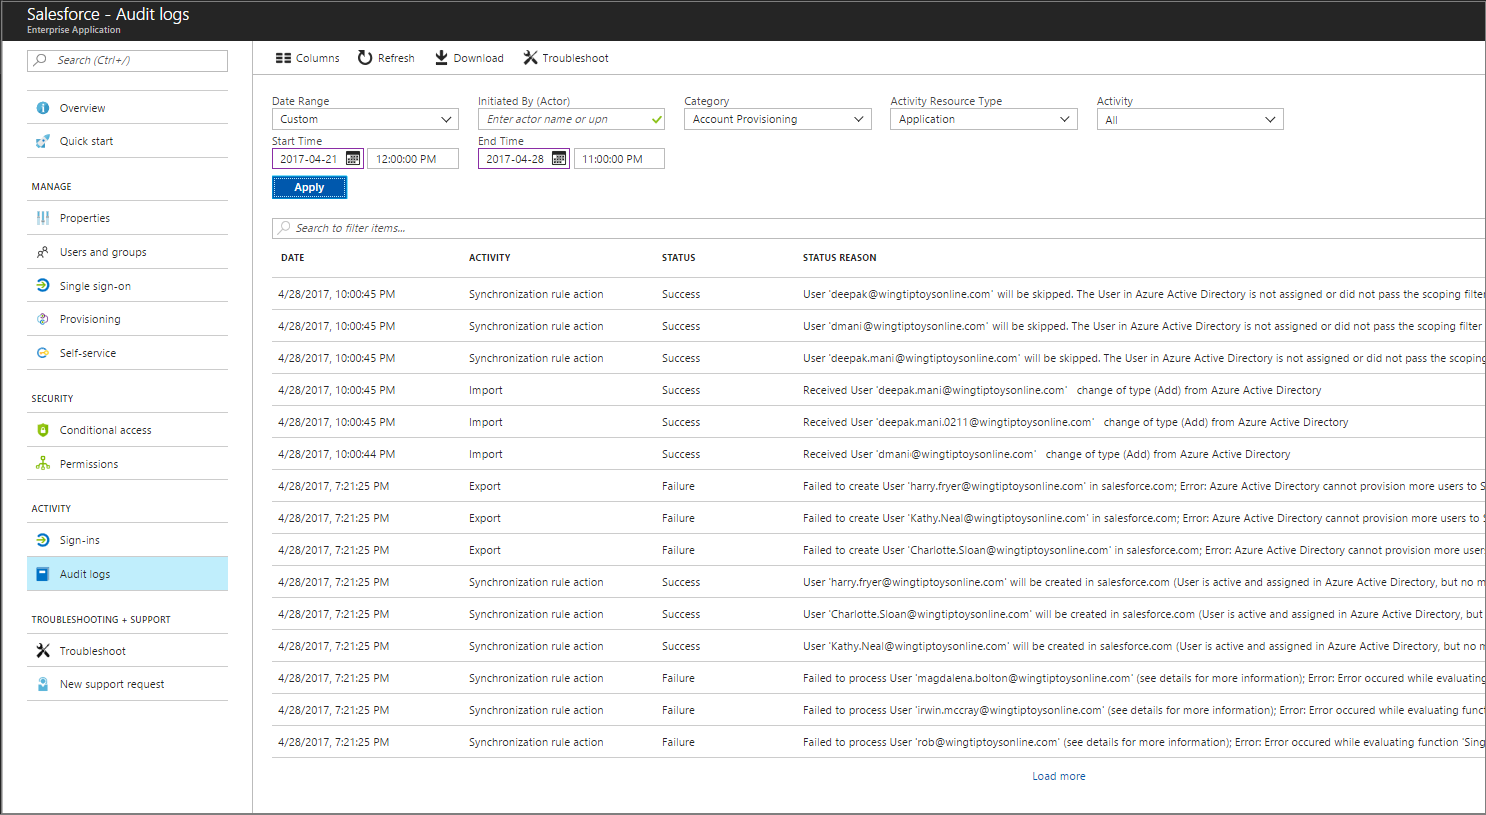 Salesforce - Audit logs
Enterprise Application
Search (Ctrl+/)
Overview
Quick start
MANAGE
Properties
Users and groups
Single sign-on
Provisioning
Self-service
SECURITY
Conditional access
Permissions
ACTIVITY
Sign-ins
Audit logs
TROUBLESHOOTING + SUPPORT
Troubleshoot
New support request
Columns Refresh Download Troubleshoot
Date Range Initiated By (Actor) Category Activity Resource Type Activity
Custom Enter actor name or upn Account Provisioning Application All
Start Time End Time
2017-04-21 12:00:00 PM 2017-04-28 11:00:00 PM
Apply
Search to filter items...
DATE ACTIVITY STATUS STATUS REASON
4/28/2017, 10:00:45 PM Synchronization rule action Success User 'deepak@wingtiptoysonline.com' will be skipped. The User in Azure Active Directory is not assigned or did not pass the scoping filter
4/28/2017, 10:00:45 PM Synchronization rule action Success User 'dmani@wingtiptoysonline.com' will be skipped. The User in Azure Active Directory is not assigned or did not pass the scoping filter
4/28/2017, 10:00:45 PM Synchronization rule action Success User 'deepak.mani@wingtiptoysonline.com' will be skipped. The User in Azure Active Directory is not assigned or did not pass the scoping
4/28/2017, 10:00:45 PM Import Success Received User 'deepak.mani@wingtiptoysonline.com' change of type (Add) from Azure Active Directory
4/28/2017, 10:00:45 PM Import Success Received User 'deepak.mani.0211@wingtiptoysonline.com' change of type (Add) from Azure Active Directory
4/28/2017, 10:00:44 PM Import Success Received User 'dmani@wingtiptoysonline.com' change of type (Add) from Azure Active Directory
4/28/2017, 7:21:25 PM Export Failure Failed to create User 'harry.fryer@wingtiptoysonline.com' in salesforce.com; Error: Azure Active Directory cannot provision more users to S
4/28/2017, 7:21:25 PM Export Failure Failed to create User 'Kathy.Neal@wingtiptoysonline.com' in salesforce.com; Error: Azure Active Directory cannot provision more users to S
4/28/2017, 7:21:25 PM Export Failure Failed to create User 'Charlotte.Sloan@wingtiptoysonline.com' in salesforce.com; Error: Azure Active Directory cannot provision more users
4/28/2017, 7:21:25 PM Synchronization rule action Success User 'harry.fryer@wingtiptoysonline.com' will be created in salesforce.com (User is active and assigned in Azure Active Directory, but no m
4/28/2017, 7:21:25 PM Synchronization rule action Success User 'Charlotte.Sloan@wingtiptoysonline.com' will be created in salesforce.com (User is active and assigned in Azure Active Directory, but
4/28/2017, 7:21:25 PM Synchronization rule action Success User 'Kathy.Neal@wingtiptoysonline.com' will be created in salesforce.com (User is active and assigned in Azure Active Directory, but no m
4/28/2017, 7:21:25 PM Synchronization rule action Failure Failed to process User 'magdalena.bolton@wingtiptoysonline.com' (see details for more information); Error: Error occured while evaluating
4/28/2017, 7:21:25 PM Synchronization rule action Failure Failed to process User 'irwin.mccray@wingtiptoysonline.com' (see details for more information); Error: Error occured while evaluating func
4/28/2017, 7:21:25 PM Synchronization rule action Failure Failed to process User 'rob@wingtiptoysonline.com' (see details for more information); Error: Error occured while evaluating function 'Sing
Load more